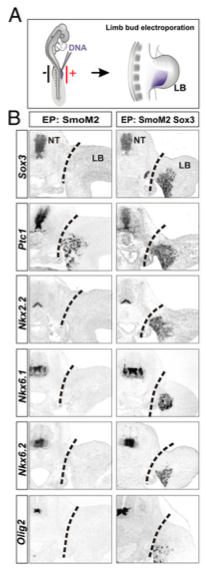 A
Limb bud electroporation
DNA
- +
LB
B
EP: SmoM2 EP: SmoM2 Sox3
Sox3 NT LB NT LB
Ptc1
Nkx2.2
Nkx6.1
Nkx6.2
Olig2